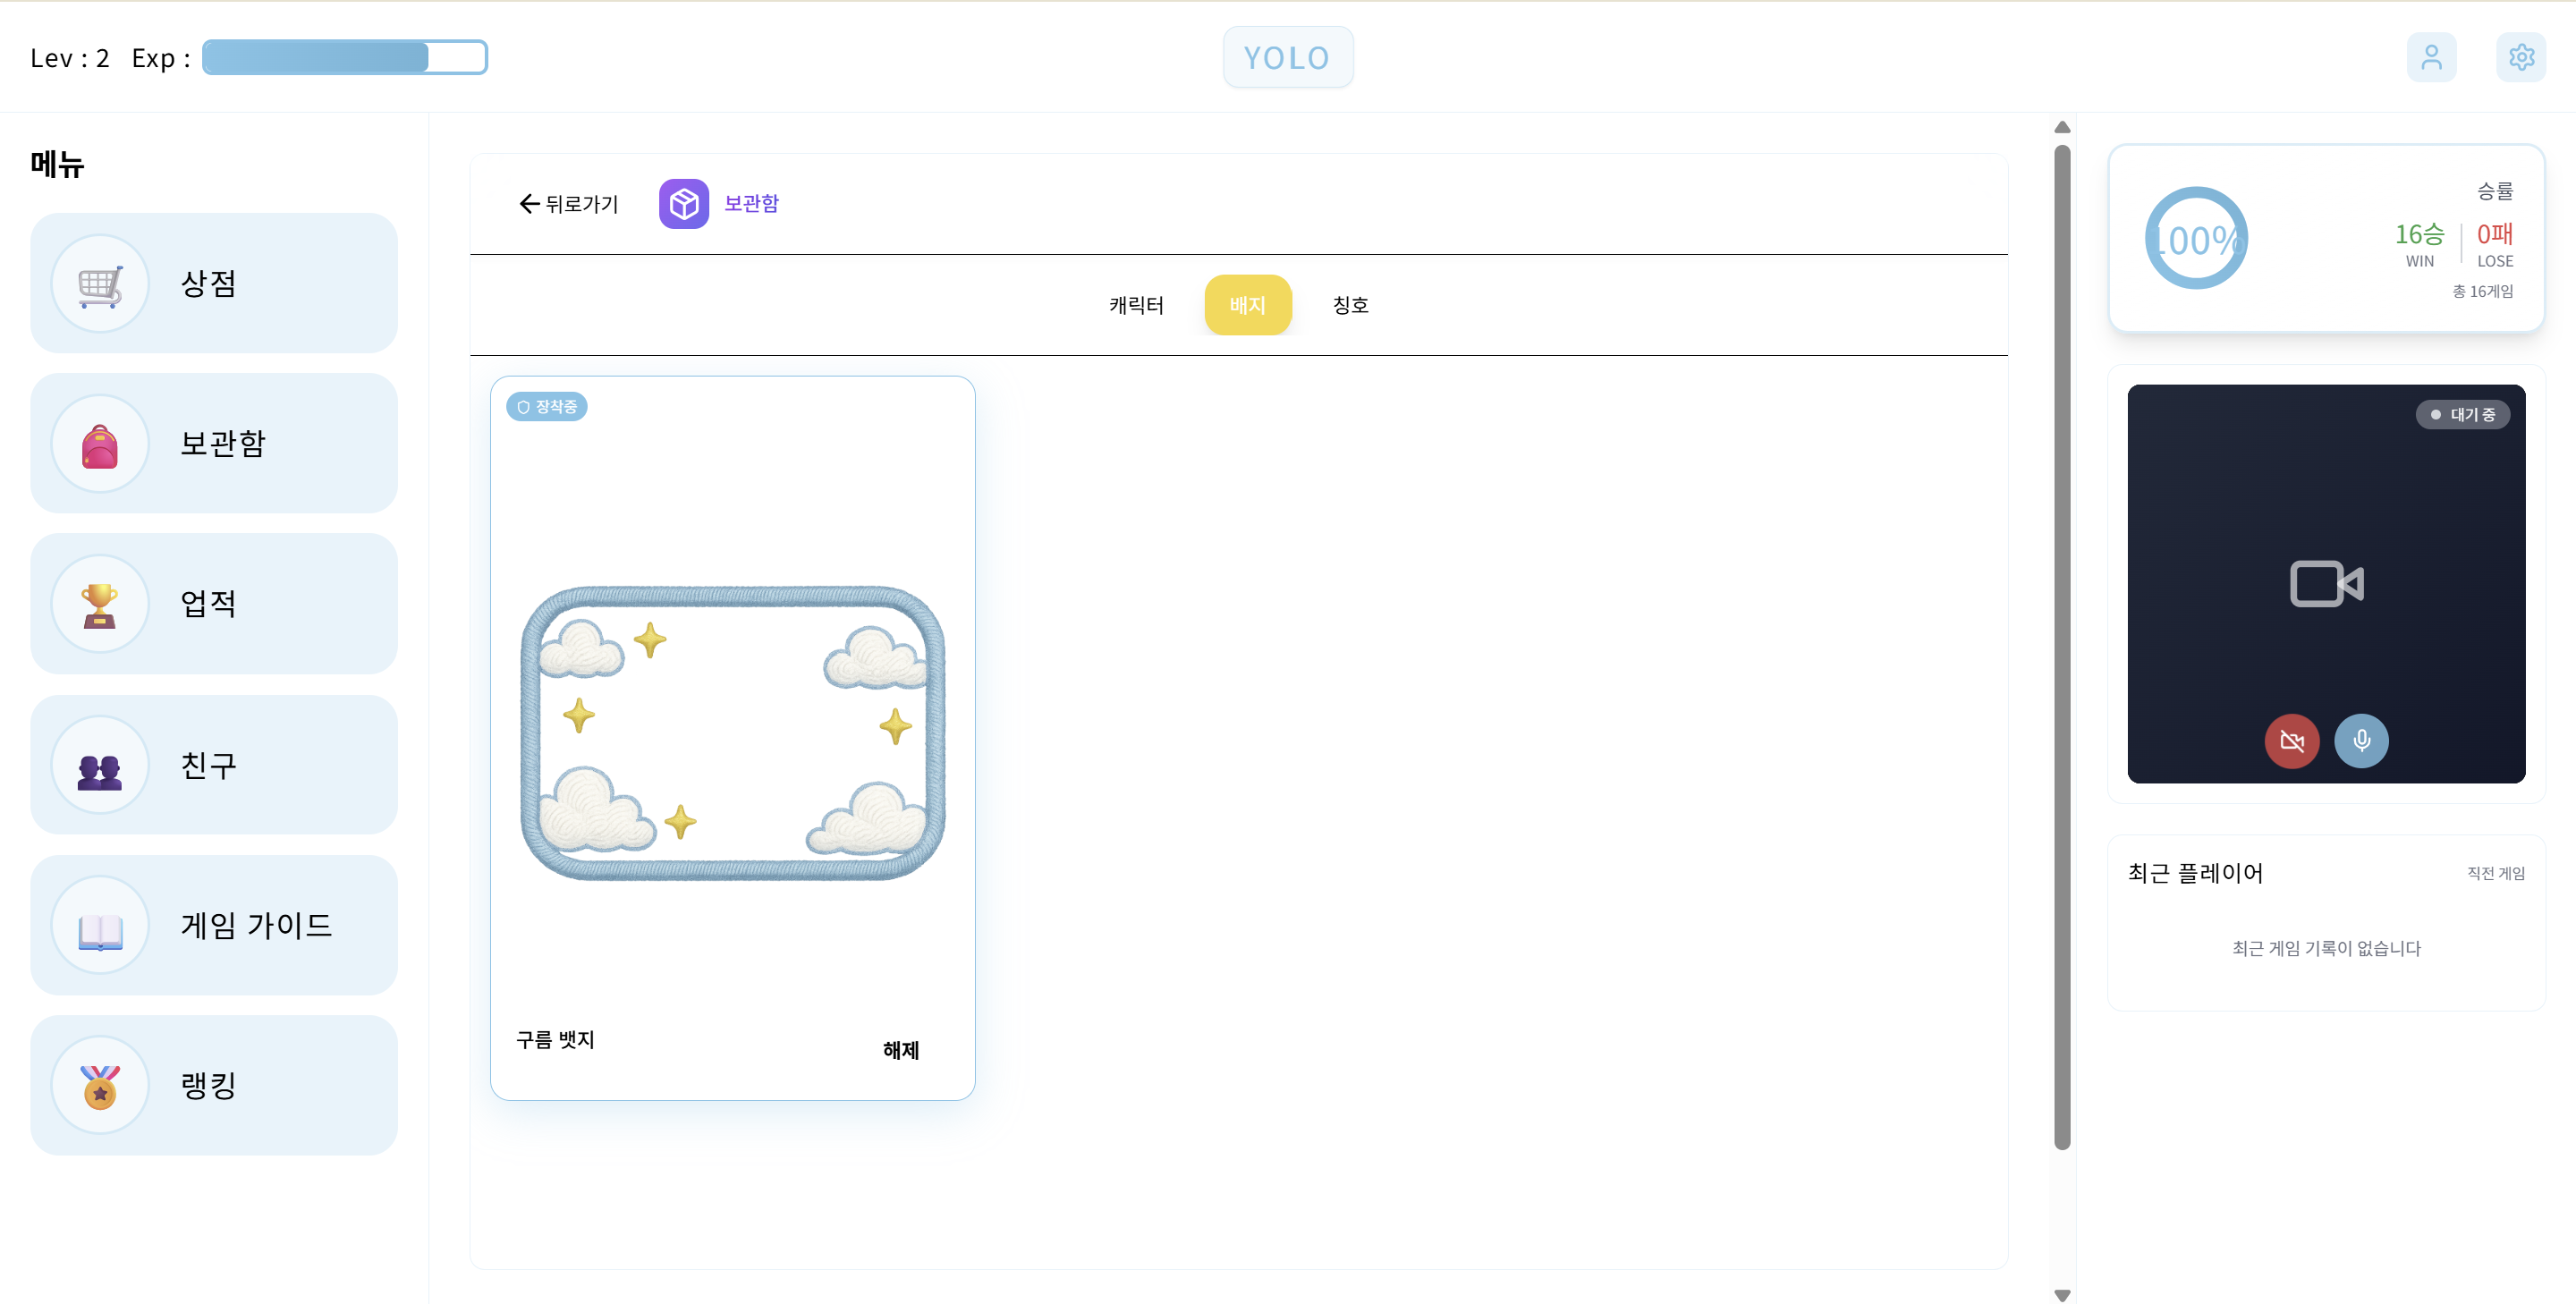 Lev : 2 Exp :
YOLO
메뉴
상점
보관함
업적
친구
게임 가이드
랭킹
뒤로가기
보관함
캐릭터 배지 칭호
장착중
구름 뱃지
해제
100%
승률
16승 0패
WIN LOSE
총 16게임
대기 중
최근 플레이어 직전 게임
최근 게임 기록이 없습니다